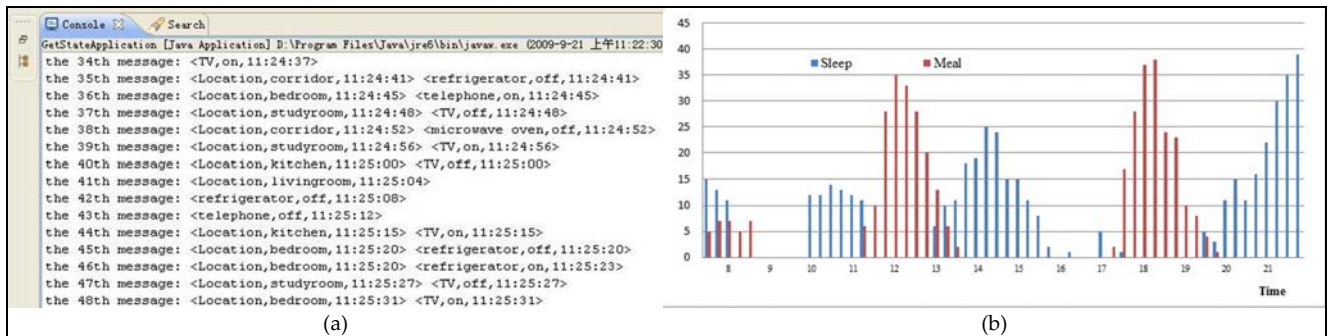 Console Search
GetStateApplication [Java Application] D:\Program Files\Java\jre6\bin\javaw.exe (2009-9-21 上午11:22:30
the 34th message: <TV,on,11:24:37>
the 35th message: <Location,corridor,11:24:41> <refrigerator,off,11:24:41>
the 36th message: <Location,bedroom,11:24:45> <telephone,on,11:24:45>
the 37th message: <Location,studyroom,11:24:48> <TV,off,11:24:48>
the 38th message: <Location,corridor,11:24:52> <microwave oven,off,11:24:52>
the 39th message: <Location,studyroom,11:24:56> <TV,on,11:24:56>
the 40th message: <Location,kitchen,11:25:00> <TV,off,11:25:00>
the 41th message: <Location,livingroom,11:25:04>
the 42th message: <refrigerator,off,11:25:08>
the 43th message: <telephone,off,11:25:12>
the 44th message: <Location,kitchen,11:25:15> <TV,on,11:25:15>
the 45th message: <Location,bedroom,11:25:20> <refrigerator,off,11:25:20>
the 46th message: <Location,bedroom,11:25:20> <refrigerator,on,11:25:23>
the 47th message: <Location,studyroom,11:25:27> <TV,off,11:25:27>
the 48th message: <Location,bedroom,11:25:31> <TV,on,11:25:31>
(a)
45
40
35
30
25
20
15
10
5
0
Sleep Meal
8 9 10 11 12 13 14 15 16 17 18 19 20 21
Time
(b)